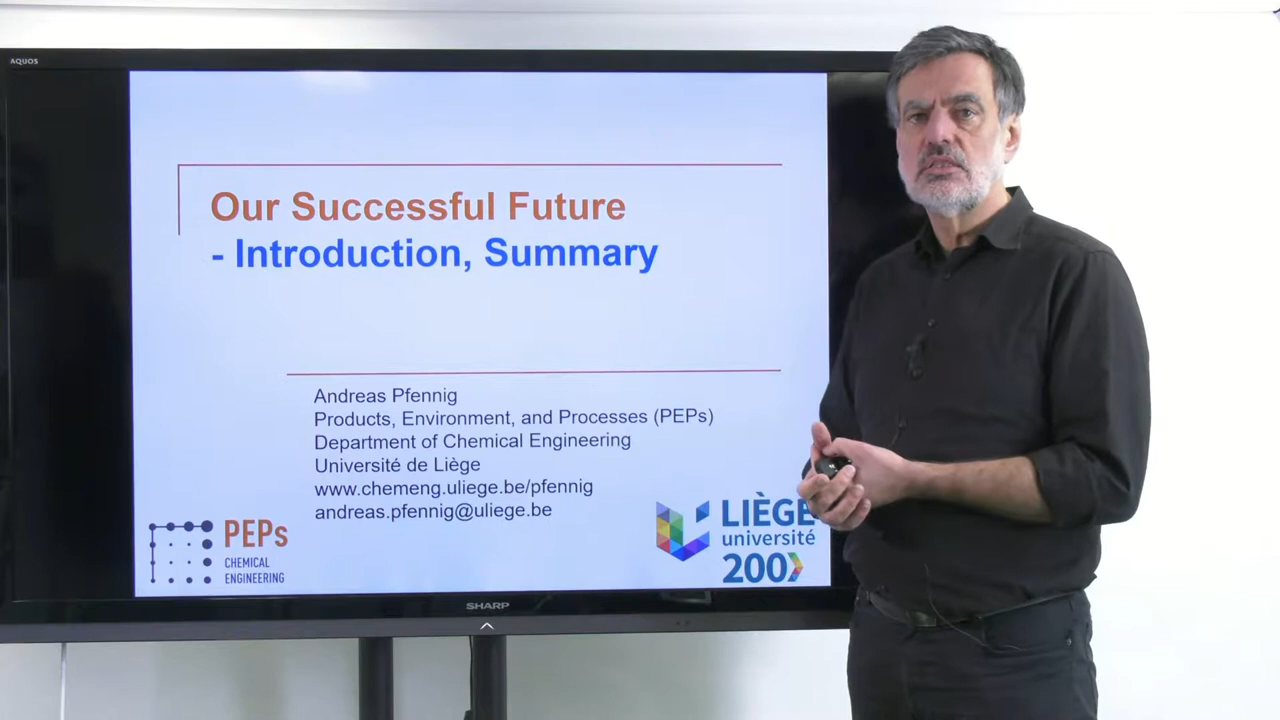 AQUOS
Our Successful Future
- Introduction, Summary
Andreas Pfennig
Products, Environment, and Processes (PEPs)
Department of Chemical Engineering
Université de Liège
www.chemeng.uliege.be/pfennig
andreas.pfennig@uliege.be
PEPs
CHEMICAL
ENGINEERING
LIÈGE
université
200
SHARP